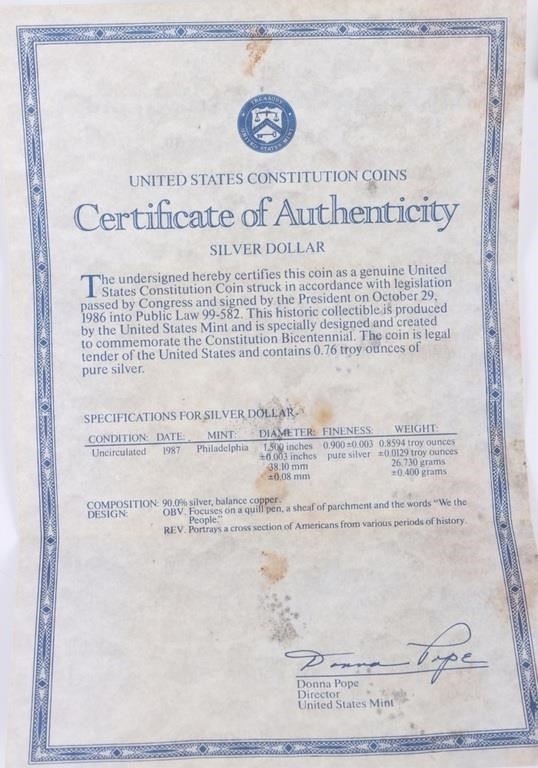 TREASURY
UNITED STATES MINT
UNITED STATES CONSTITUTION COINS
Certificate of Authenticity
SILVER DOLLAR
The undersigned hereby certifies this coin as a genuine United
States Constitution Coin struck in accordance with legislation
passed by Congress and signed by the President on October 29,
1986 into Public Law 99-582. This historic collectible is produced
by the United States Mint and is specially designed and created
to commemorate the Constitution Bicentennial. The coin is legal
tender of the United States and contains 0.76 troy ounces of
pure silver.
SPECIFICATIONS FOR SILVER DOLLAR
CONDITION: DATE: MINT: DIAMETER: FINENESS: WEIGHT:
Uncirculated 1987 Philadelphia 1.500 inches 0.900±0.003 0.8594 troy ounces
±0.003 inches pure silver ±0.0129 troy ounces
38.10 mm 26.730 grams
±0.08 mm ±0.400 grams
COMPOSITION: 90.0% silver, balance copper.
DESIGN: OBV. Focuses on a quill pen, a sheaf of parchment and the words “We the
People.”
REV. Portrays a cross section of Americans from various periods of history.
Donna Pope
Donna Pope
Director
United States Mint